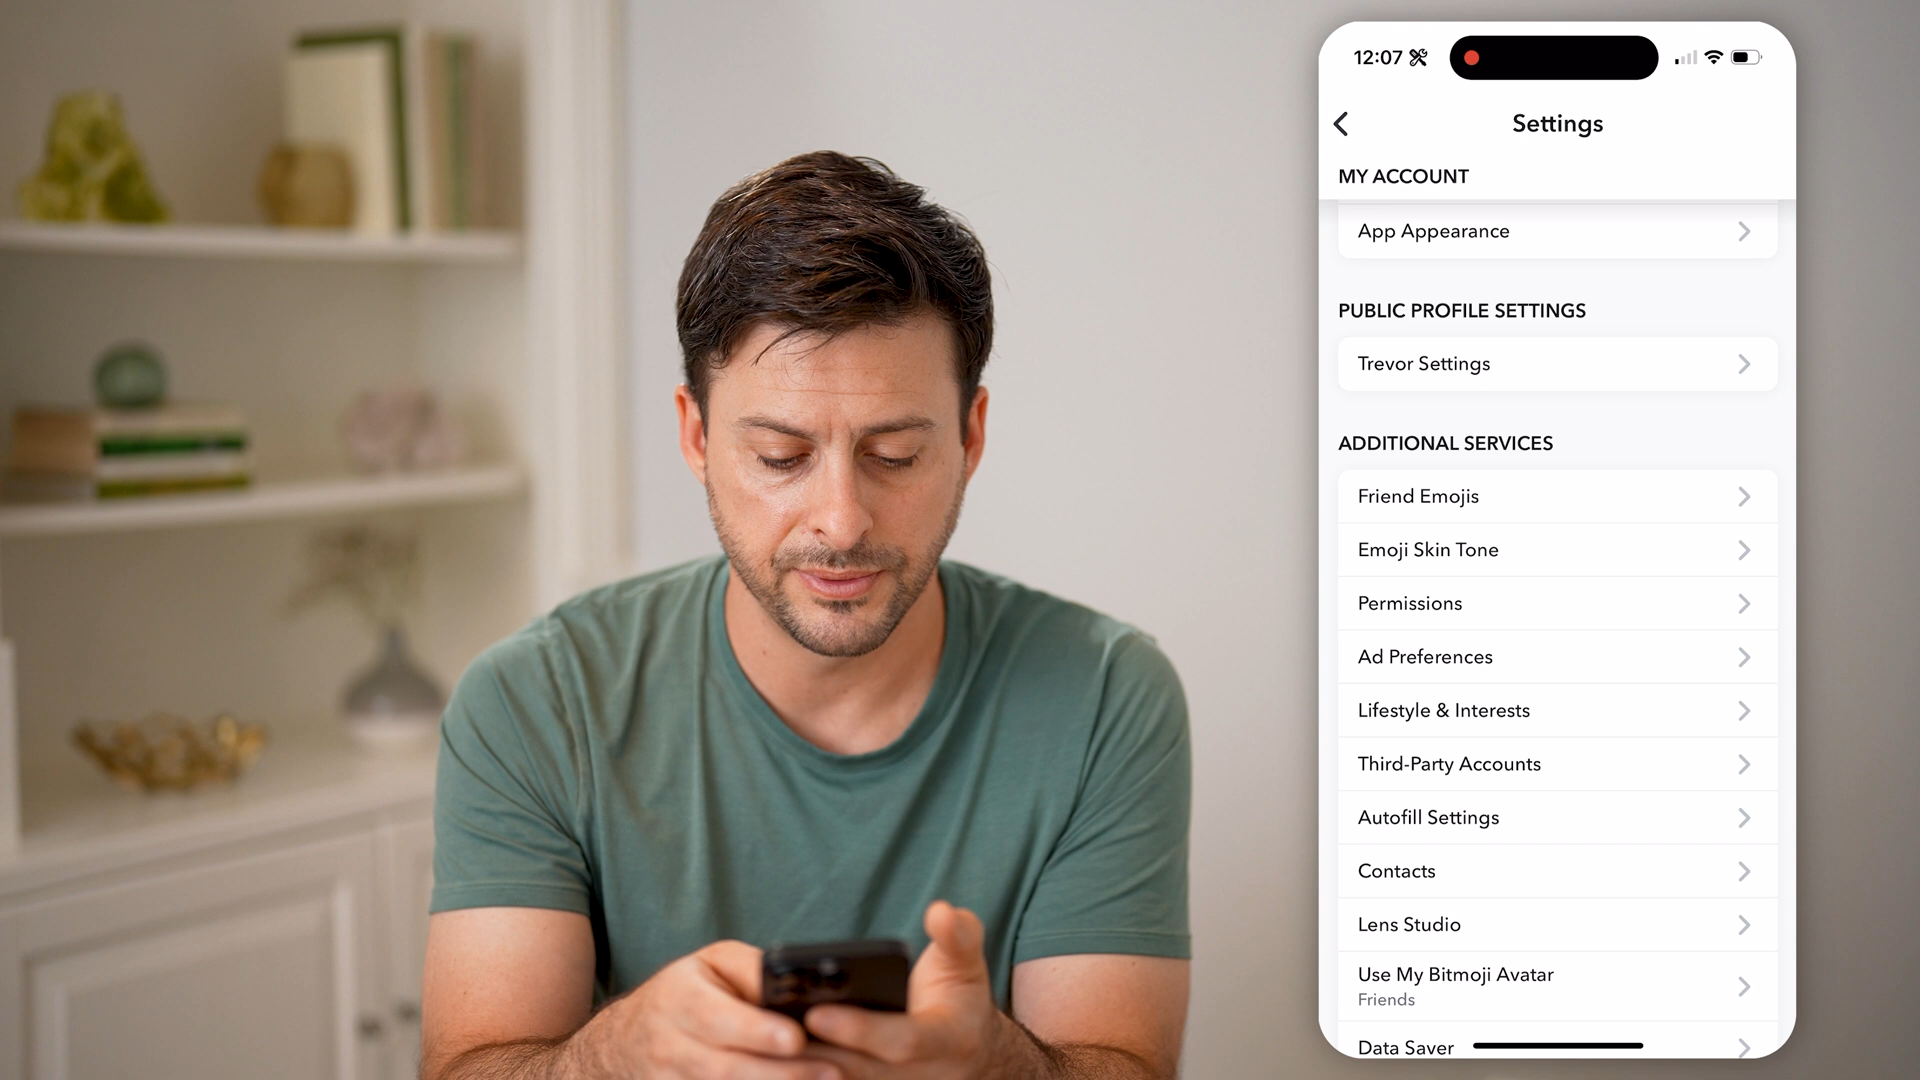 12:07
Settings
MY ACCOUNT
App Appearance
PUBLIC PROFILE SETTINGS
Trevor Settings
ADDITIONAL SERVICES
Friend Emojis
Emoji Skin Tone
Permissions
Ad Preferences
Lifestyle & Interests
Third-Party Accounts
Autofill Settings
Contacts
Lens Studio
Use My Bitmoji Avatar
Friends
Data Saver